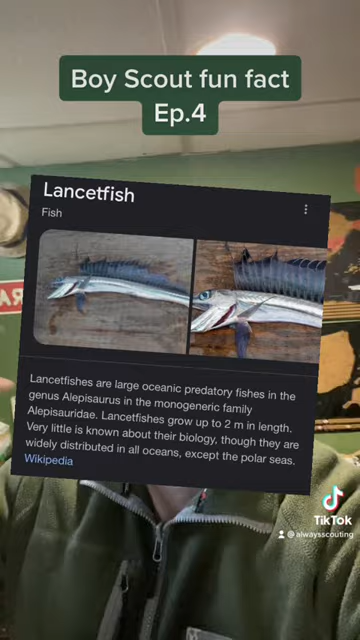 Boy Scout fun fact
Ep.4
Lancetfish
Fish
Lancetfishes are large oceanic predatory fishes in the
genus Alepisaurus in the monogeneric family
Alepisauridae. Lancetfishes grow up to 2 m in length.
Very little is known about their biology, though they are
widely distributed in all oceans, except the polar seas.
Wikipedia
TikTok
@alwaysscouting